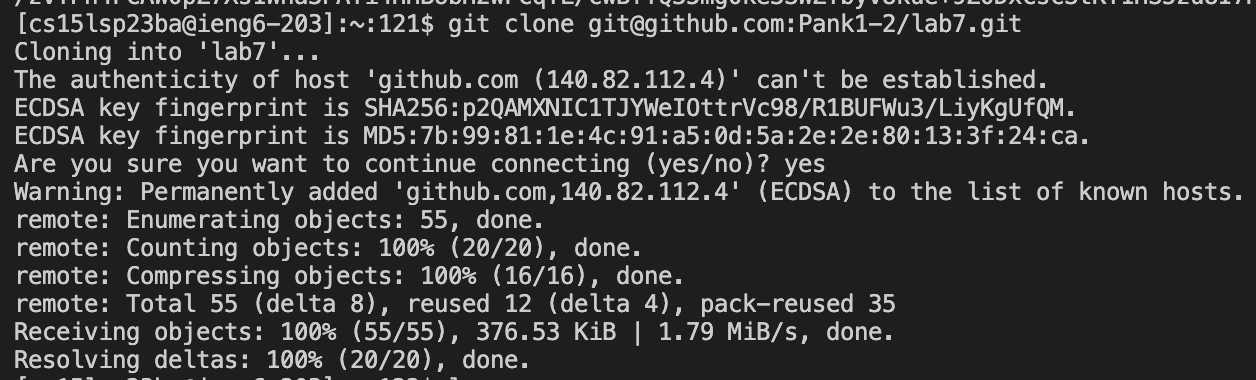 [cs15lsp23ba@ieng6-203]:~:121$ git clone git@github.com:Pank1-2/lab7.git
Cloning into 'lab7'...
The authenticity of host 'github.com (140.82.112.4)' can't be established.
ECDSA key fingerprint is SHA256:p2QAMXNIC1TJYWeIOttrVc98/R1BUFWu3/LiyKgUfQM.
ECDSA key fingerprint is MD5:7b:99:81:1e:4c:91:a5:0d:5a:2e:2e:80:13:3f:24:ca.
Are you sure you want to continue connecting (yes/no)? yes
Warning: Permanently added 'github.com,140.82.112.4' (ECDSA) to the list of known hosts.
remote: Enumerating objects: 55, done.
remote: Counting objects: 100% (20/20), done.
remote: Compressing objects: 100% (16/16), done.
remote: Total 55 (delta 8), reused 12 (delta 4), pack-reused 35
Receiving objects: 100% (55/55), 376.53 KiB | 1.79 MiB/s, done.
Resolving deltas: 100% (20/20), done.